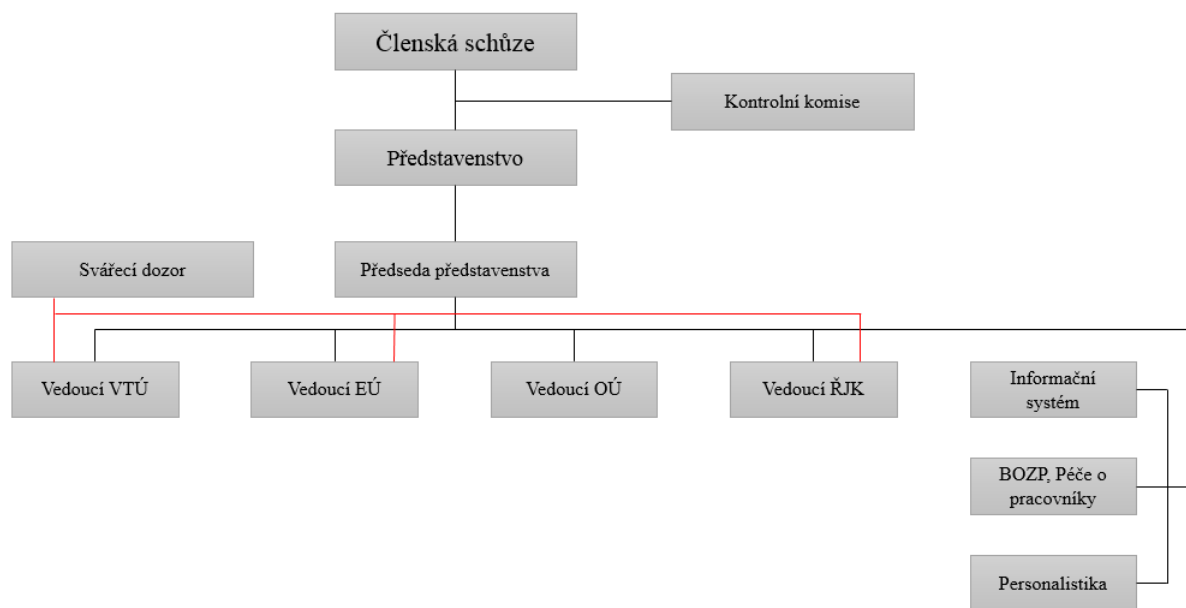 Členská schůze
Kontrolní komise
Představenstvo
Svářecí dozor
Předseda představenstva
Vedoucí VTÚ
Vedoucí EÚ
Vedoucí OÚ
Vedoucí ŘJK
Informační
systém
BOZP, Péče o
pracovníky
Personalistika